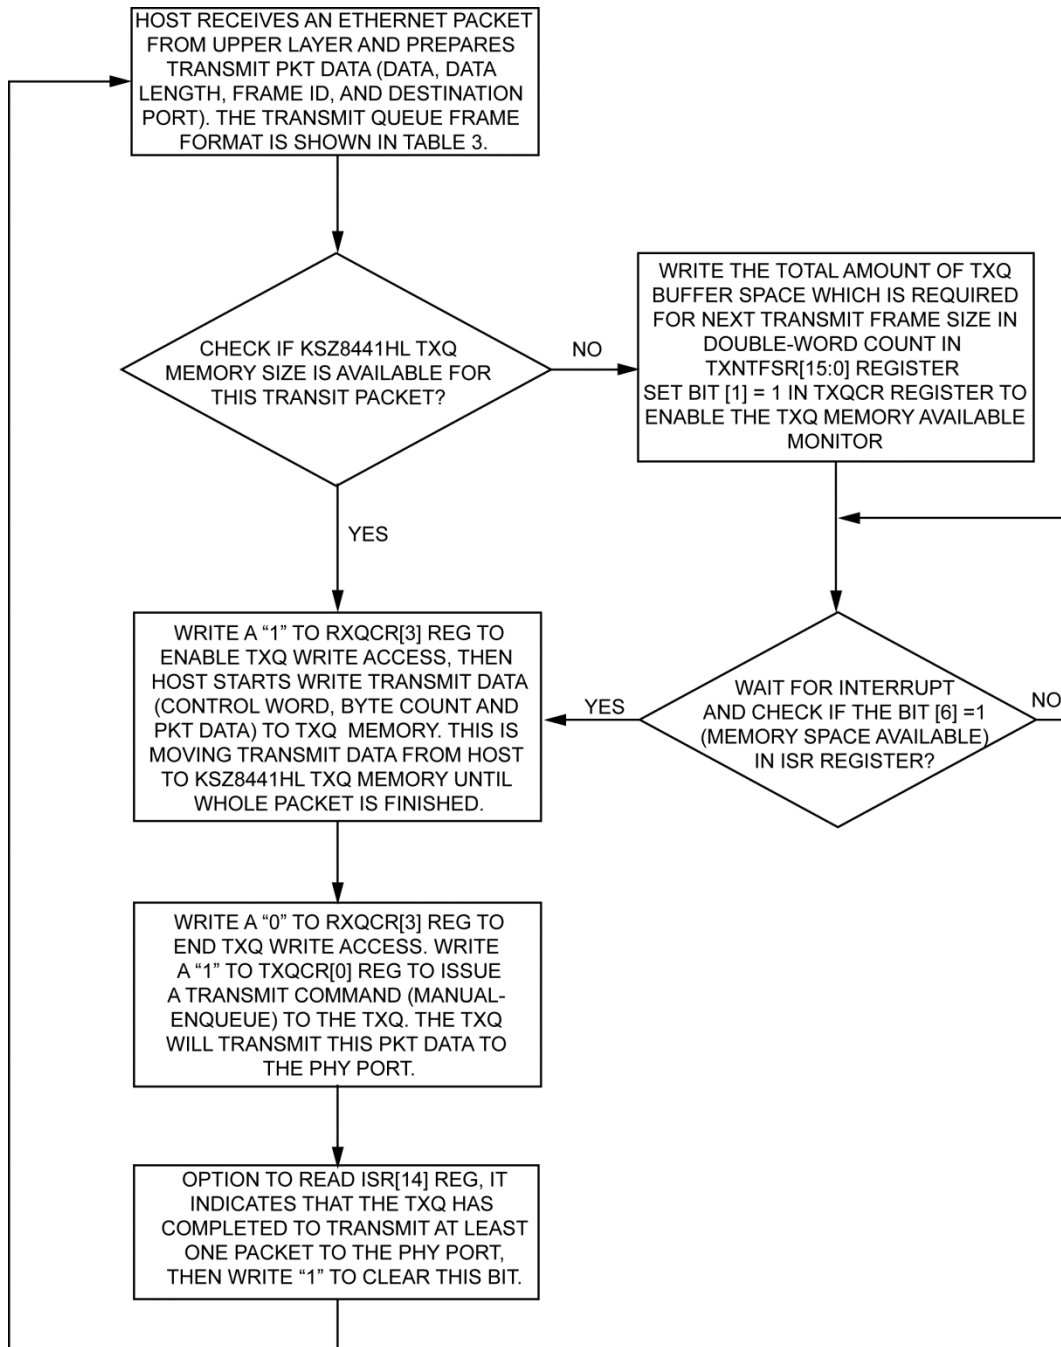 HOST RECEIVES AN ETHERNET PACKET
FROM UPPER LAYER AND PREPARES
TRANSMIT PKT DATA (DATA, DATA
LENGTH, FRAME ID, AND DESTINATION
PORT). THE TRANSMIT QUEUE FRAME
FORMAT IS SHOWN IN TABLE 3.
CHECK IF KSZ8441HL TXQ
MEMORY SIZE IS AVAILABLE FOR
THIS TRANSIT PACKET?
NO
WRITE THE TOTAL AMOUNT OF TXQ
BUFFER SPACE WHICH IS REQUIRED
FOR NEXT TRANSMIT FRAME SIZE IN
DOUBLE-WORD COUNT IN
TXNTFSR[15:0] REGISTER
SET BIT [1] = 1 IN TXQCR REGISTER TO
ENABLE THE TXQ MEMORY AVAILABLE
MONITOR
YES
WAIT FOR INTERRUPT
AND CHECK IF THE BIT [6] =1
(MEMORY SPACE AVAILABLE)
IN ISR REGISTER?
NO
YES
WRITE A “1” TO RXQCR[3] REG TO
ENABLE TXQ WRITE ACCESS, THEN
HOST STARTS WRITE TRANSMIT DATA
(CONTROL WORD, BYTE COUNT AND
PKT DATA) TO TXQ MEMORY. THIS IS
MOVING TRANSMIT DATA FROM HOST
TO KSZ8441HL TXQ MEMORY UNTIL
WHOLE PACKET IS FINISHED.
WRITE A “0” TO RXQCR[3] REG TO
END TXQ WRITE ACCESS. WRITE
A “1” TO TXQCR[0] REG TO ISSUE
A TRANSMIT COMMAND (MANUAL-
ENQUEUE) TO THE TXQ. THE TXQ
WILL TRANSMIT THIS PKT DATA TO
THE PHY PORT.
OPTION TO READ ISR[14] REG, IT
INDICATES THAT THE TXQ HAS
COMPLETED TO TRANSMIT AT LEAST
ONE PACKET TO THE PHY PORT,
THEN WRITE “1” TO CLEAR THIS BIT.